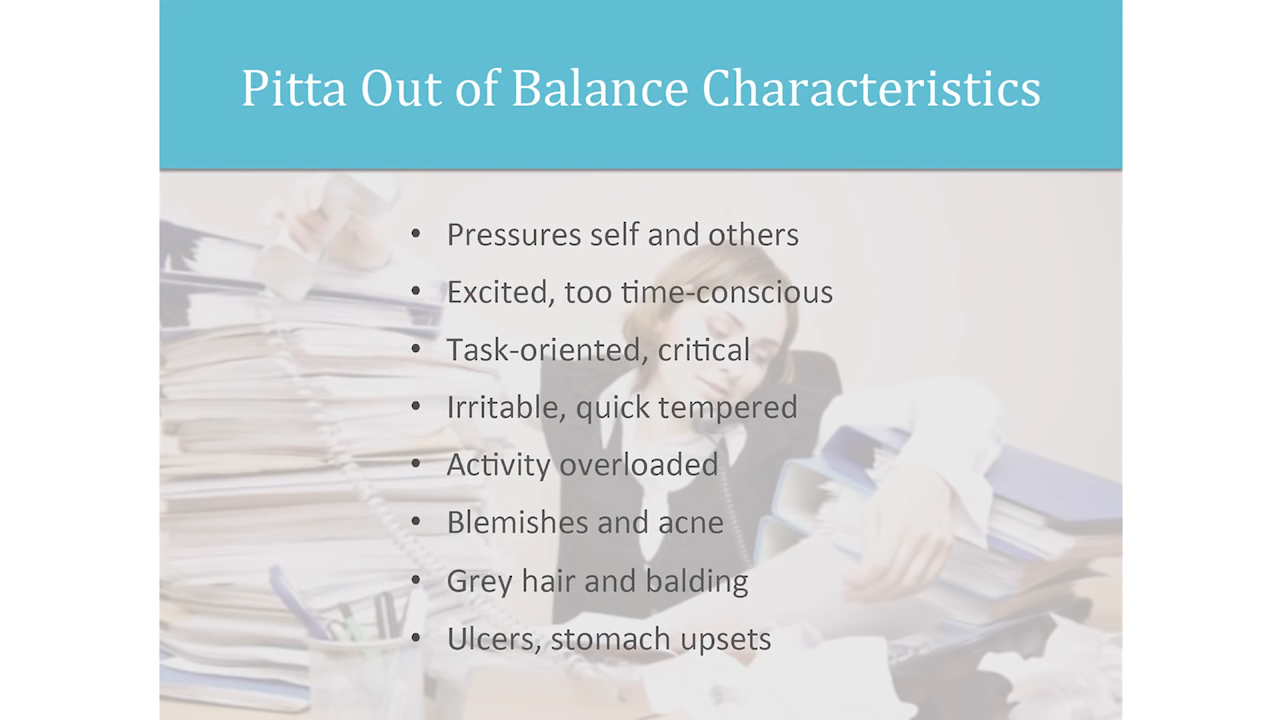 Pitta Out of Balance Characteristics
• Pressures self and others
• Excited, too time-conscious
• Task-oriented, critical
• Irritable, quick tempered
• Activity overloaded
• Blemishes and acne
• Grey hair and balding
• Ulcers, stomach upsets